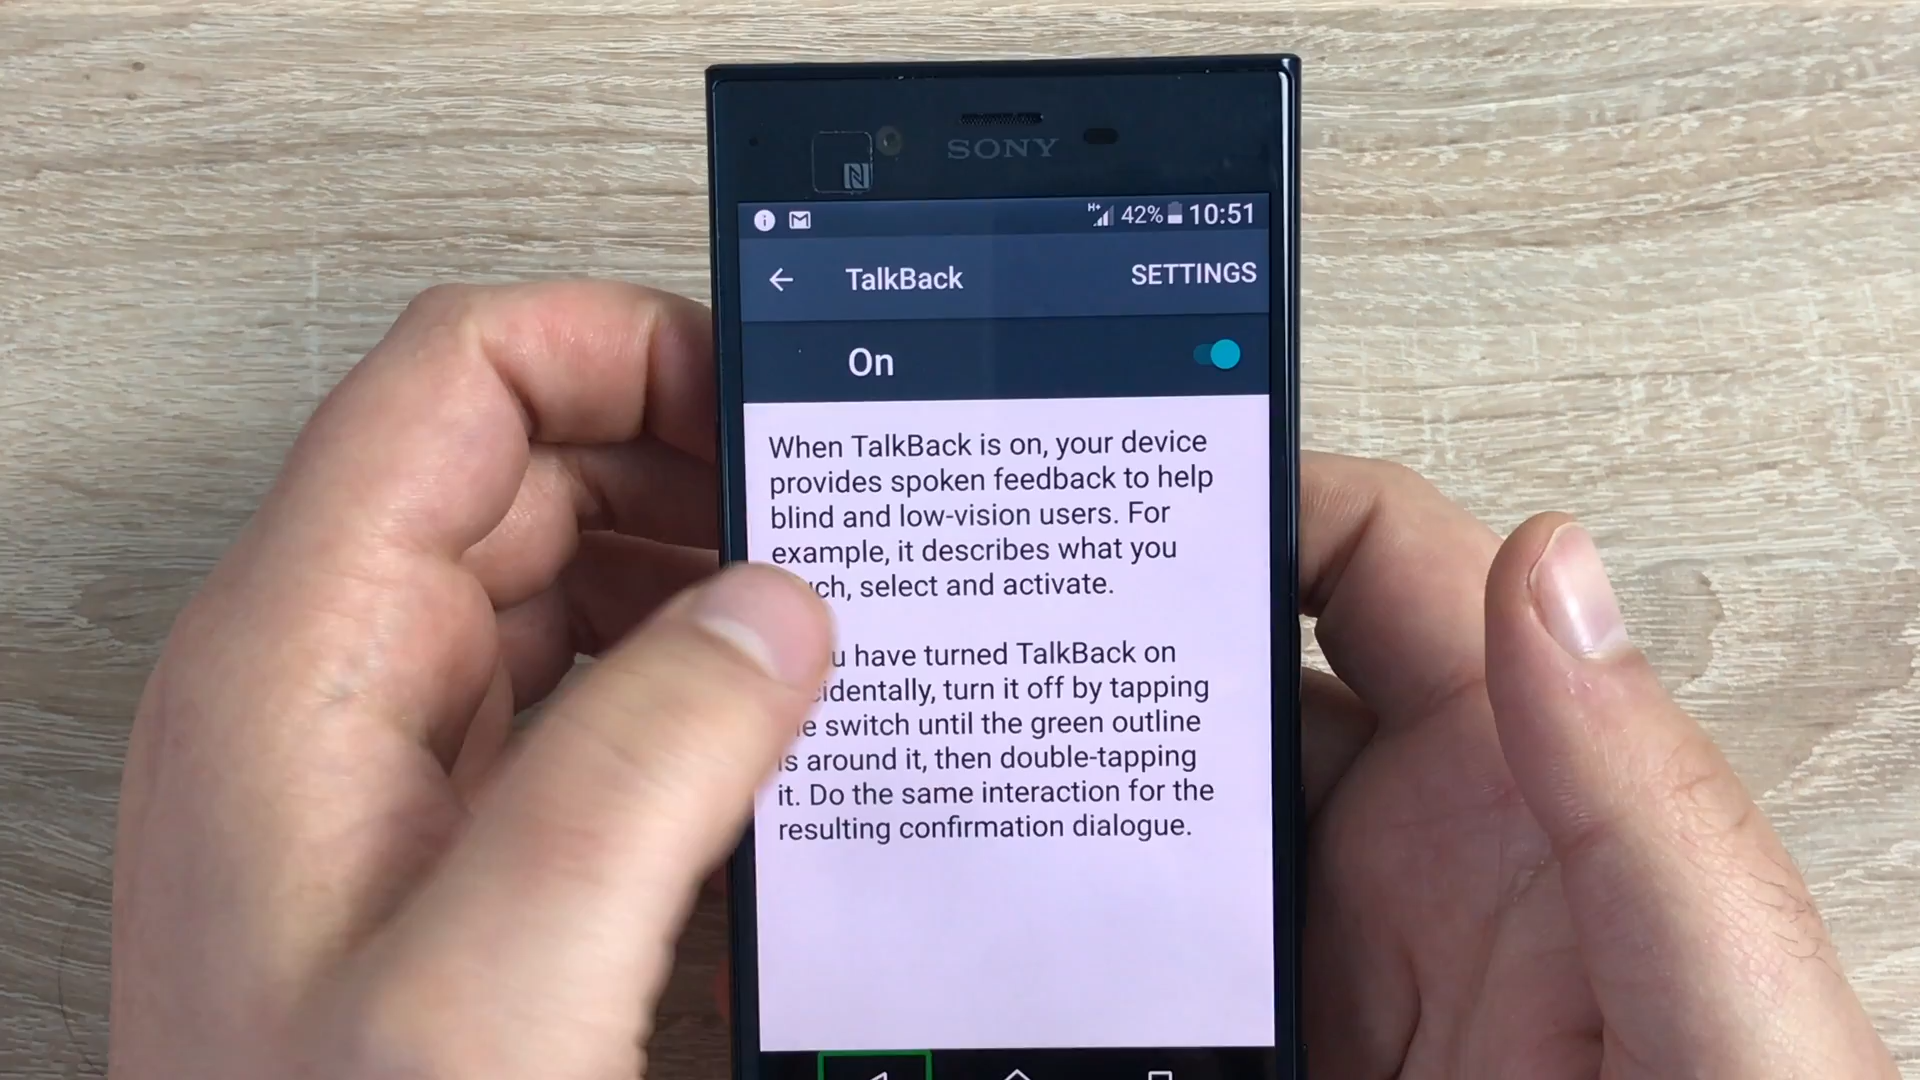 SONY
42% 10:51
TalkBack SETTINGS
On
When TalkBack is on, your device
provides spoken feedback to help
blind and low-vision users. For
example, it describes what you
select and activate.
have turned TalkBack on
turn it off by tapping
switch until the green outline
is around it, then double-tapping
it. Do the same interaction for the
resulting confirmation dialogue.